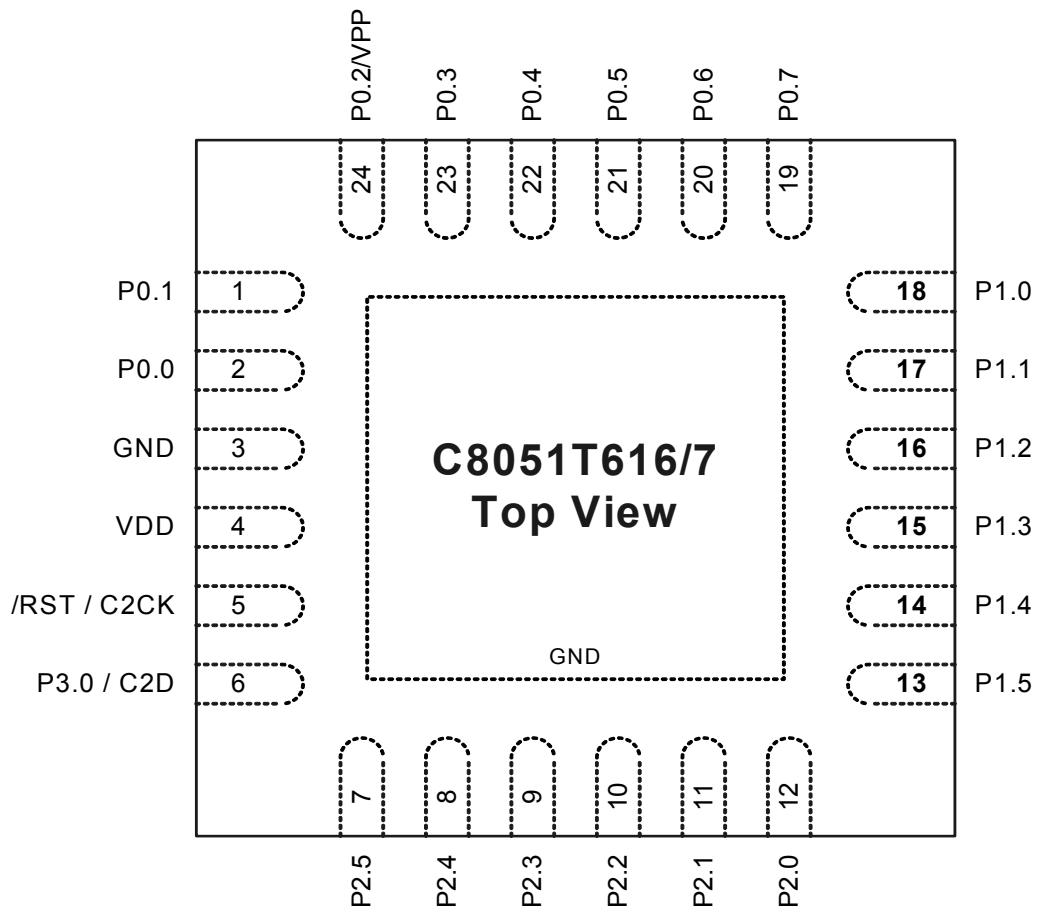 P0.2/VPP
P0.3
P0.4
P0.5
P0.6
P0.7
24
23
22
21
20
19
P0.1 1
18 P1.0
P0.0 2
17 P1.1
GND 3
16 P1.2
VDD 4
15 P1.3
/RST / C2CK 5
14 P1.4
P3.0 / C2D 6
13 P1.5
C8051T616/7
Top View
GND
7
8
9
10
11
12
P2.5
P2.4
P2.3
P2.2
P2.1
P2.0